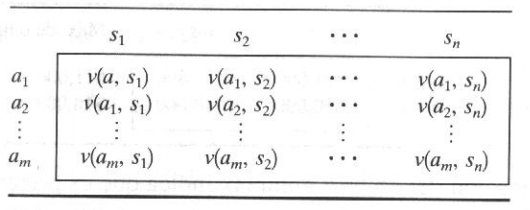 s₁ s₂ ⋯ sₙ
a₁ v(a, s₁) v(a₁, s₂) ⋯ v(a₁, sₙ)
a₂ v(a₁, s₁) v(a₂, s₂) v(a₂, sₙ)
⋮ ⋮ ⋮ ⋮
aₘ v(aₘ, s₁) v(aₘ, s₂) ⋯ v(aₘ, sₙ)